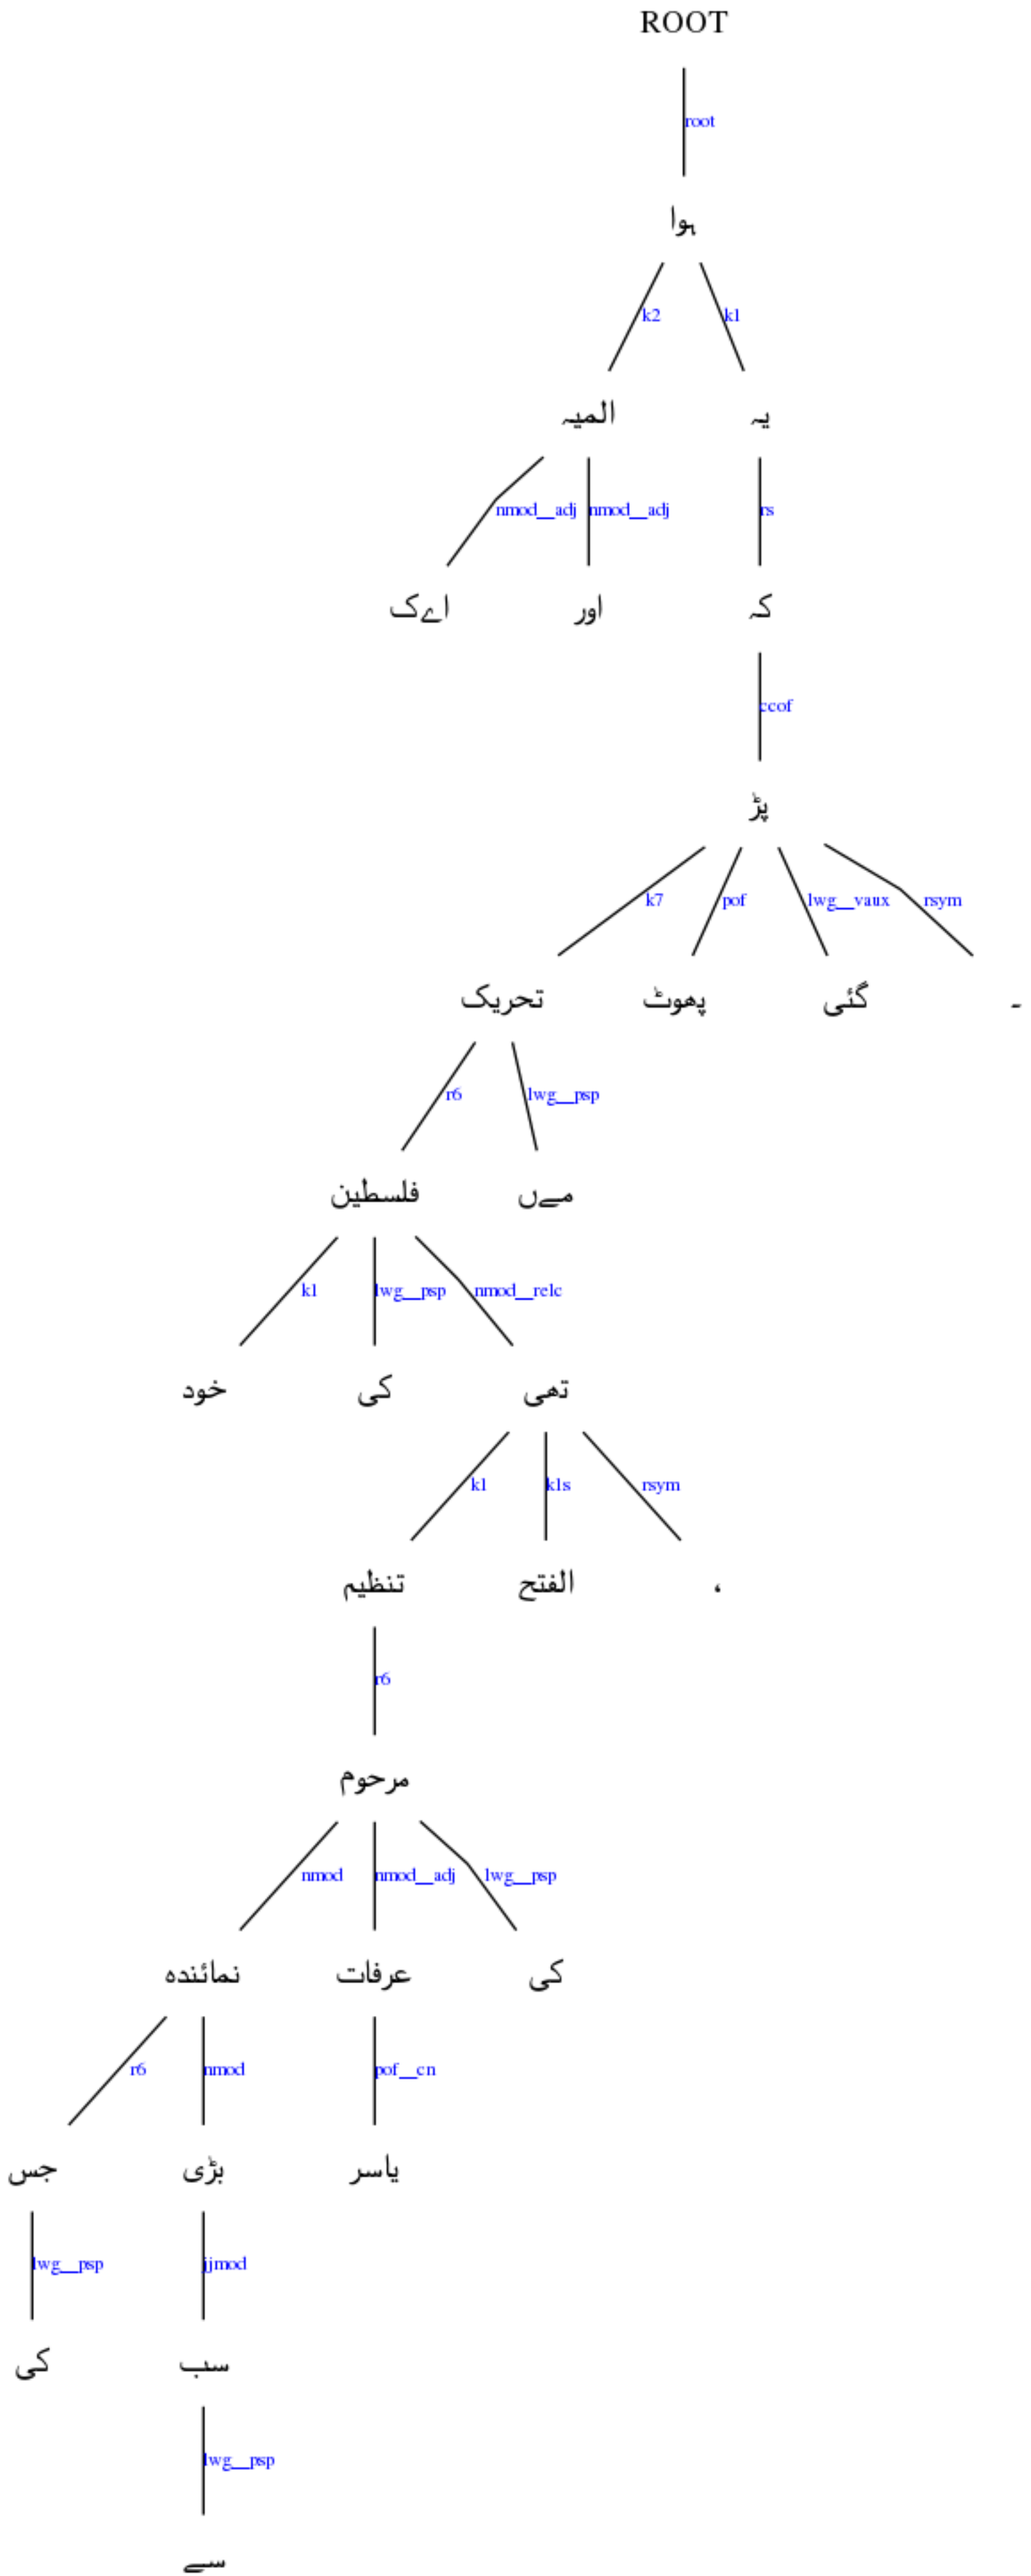 ROOT
root
ہوا
k2 k1
المیہ یہ
nmod__adj nmod__adj rs
اےک اور کہ
ccof
پڑ
k7 pof lwg__vaux rsym
تحریک پھوٹ گئی ۔
r6 lwg__psp
فلسطین مےں
k1 lwg__psp nmod__relc
خود کی تھی
k1 k1s rsym
تنظیم الفتح ،
r6
مرحوم
nmod nmod__adj lwg__psp
نمائندہ عرفات کی
r6 nmod pof__cn
جس بڑی یاسر
lwg__psp jjmod
کی سب
lwg__psp
سے